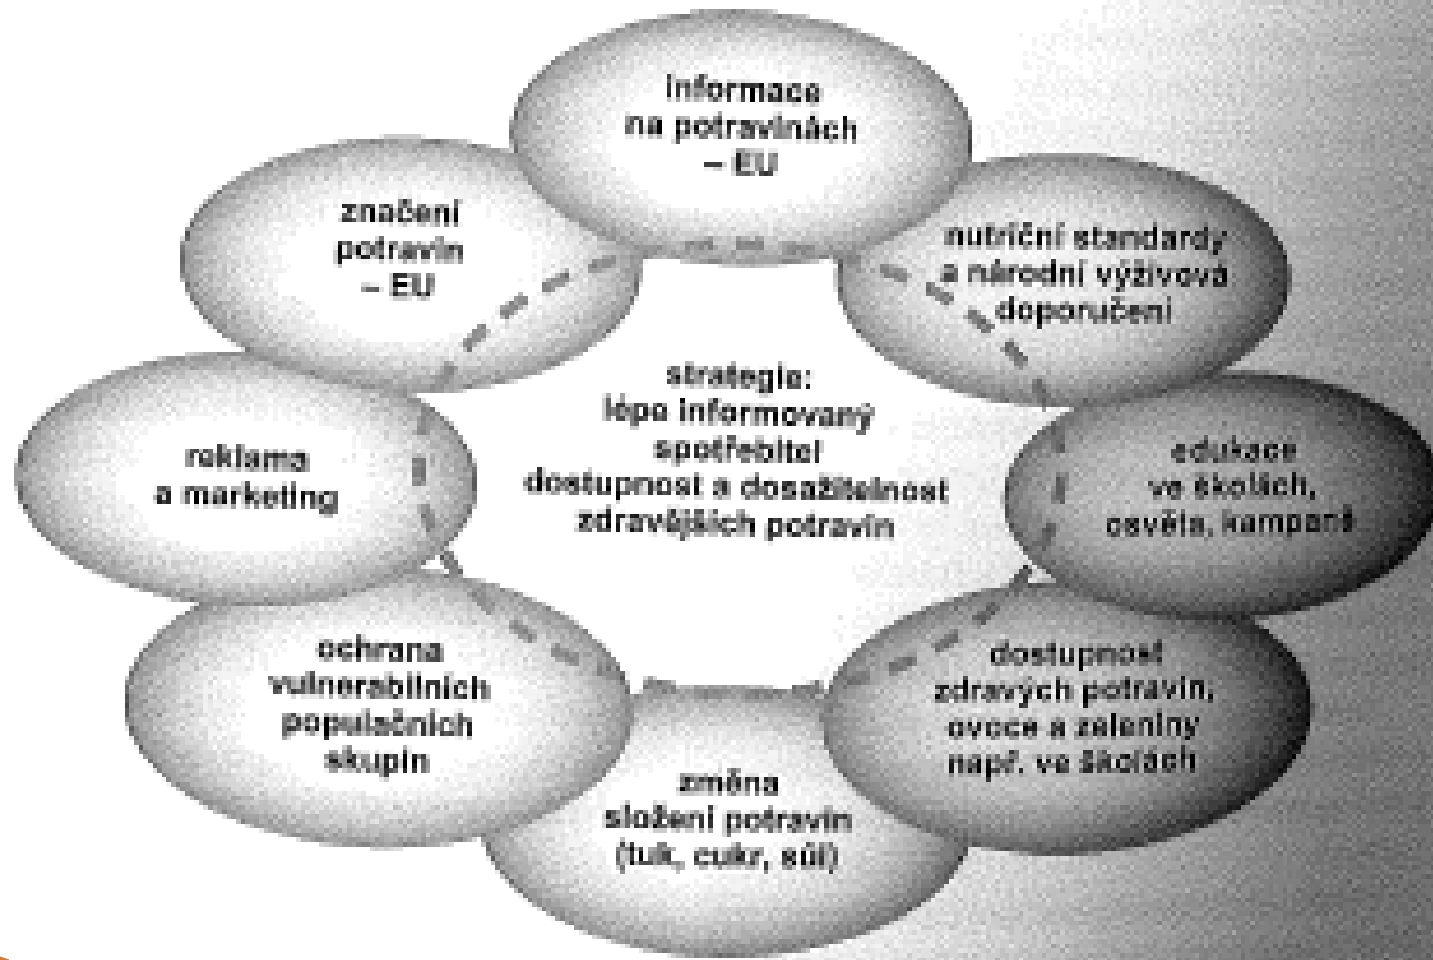 informace
na potravinách
– EU
značení
potravin
– EU
nutriční standardy
a národní výživová
doporučení
strategie:
lépe informovaný
spotřebitel
dostupnost a dosažitelnost
zdravějších potravin
reklama
a marketing
edukace
ve školách,
osvěta, kampaně
ochrana
vulnerabilních
populačních
skupin
dostupnost
zdravých potravin,
ovoce a zeleniny
např. ve školách
změna
složení potravin
(tuk, cukr, sůl)